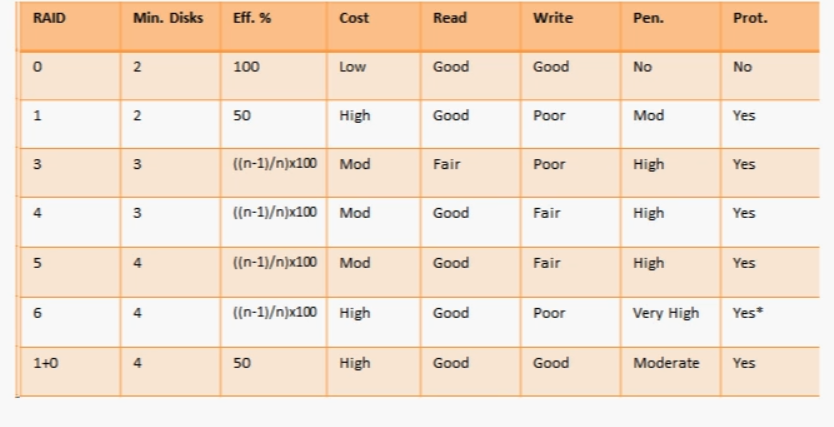 RAID Min. Disks Eff. % Cost Read Write Pen. Prot.
0 2 100 Low Good Good No No
1 2 50 High Good Poor Mod Yes
3 3 ((n-1)/n)x100 Mod Fair Poor High Yes
4 3 ((n-1)/n)x100 Mod Good Fair High Yes
5 4 ((n-1)/n)x100 Mod Good Fair High Yes
6 4 ((n-1)/n)x100 High Good Poor Very High Yes*
1+0 4 50 High Good Good Moderate Yes